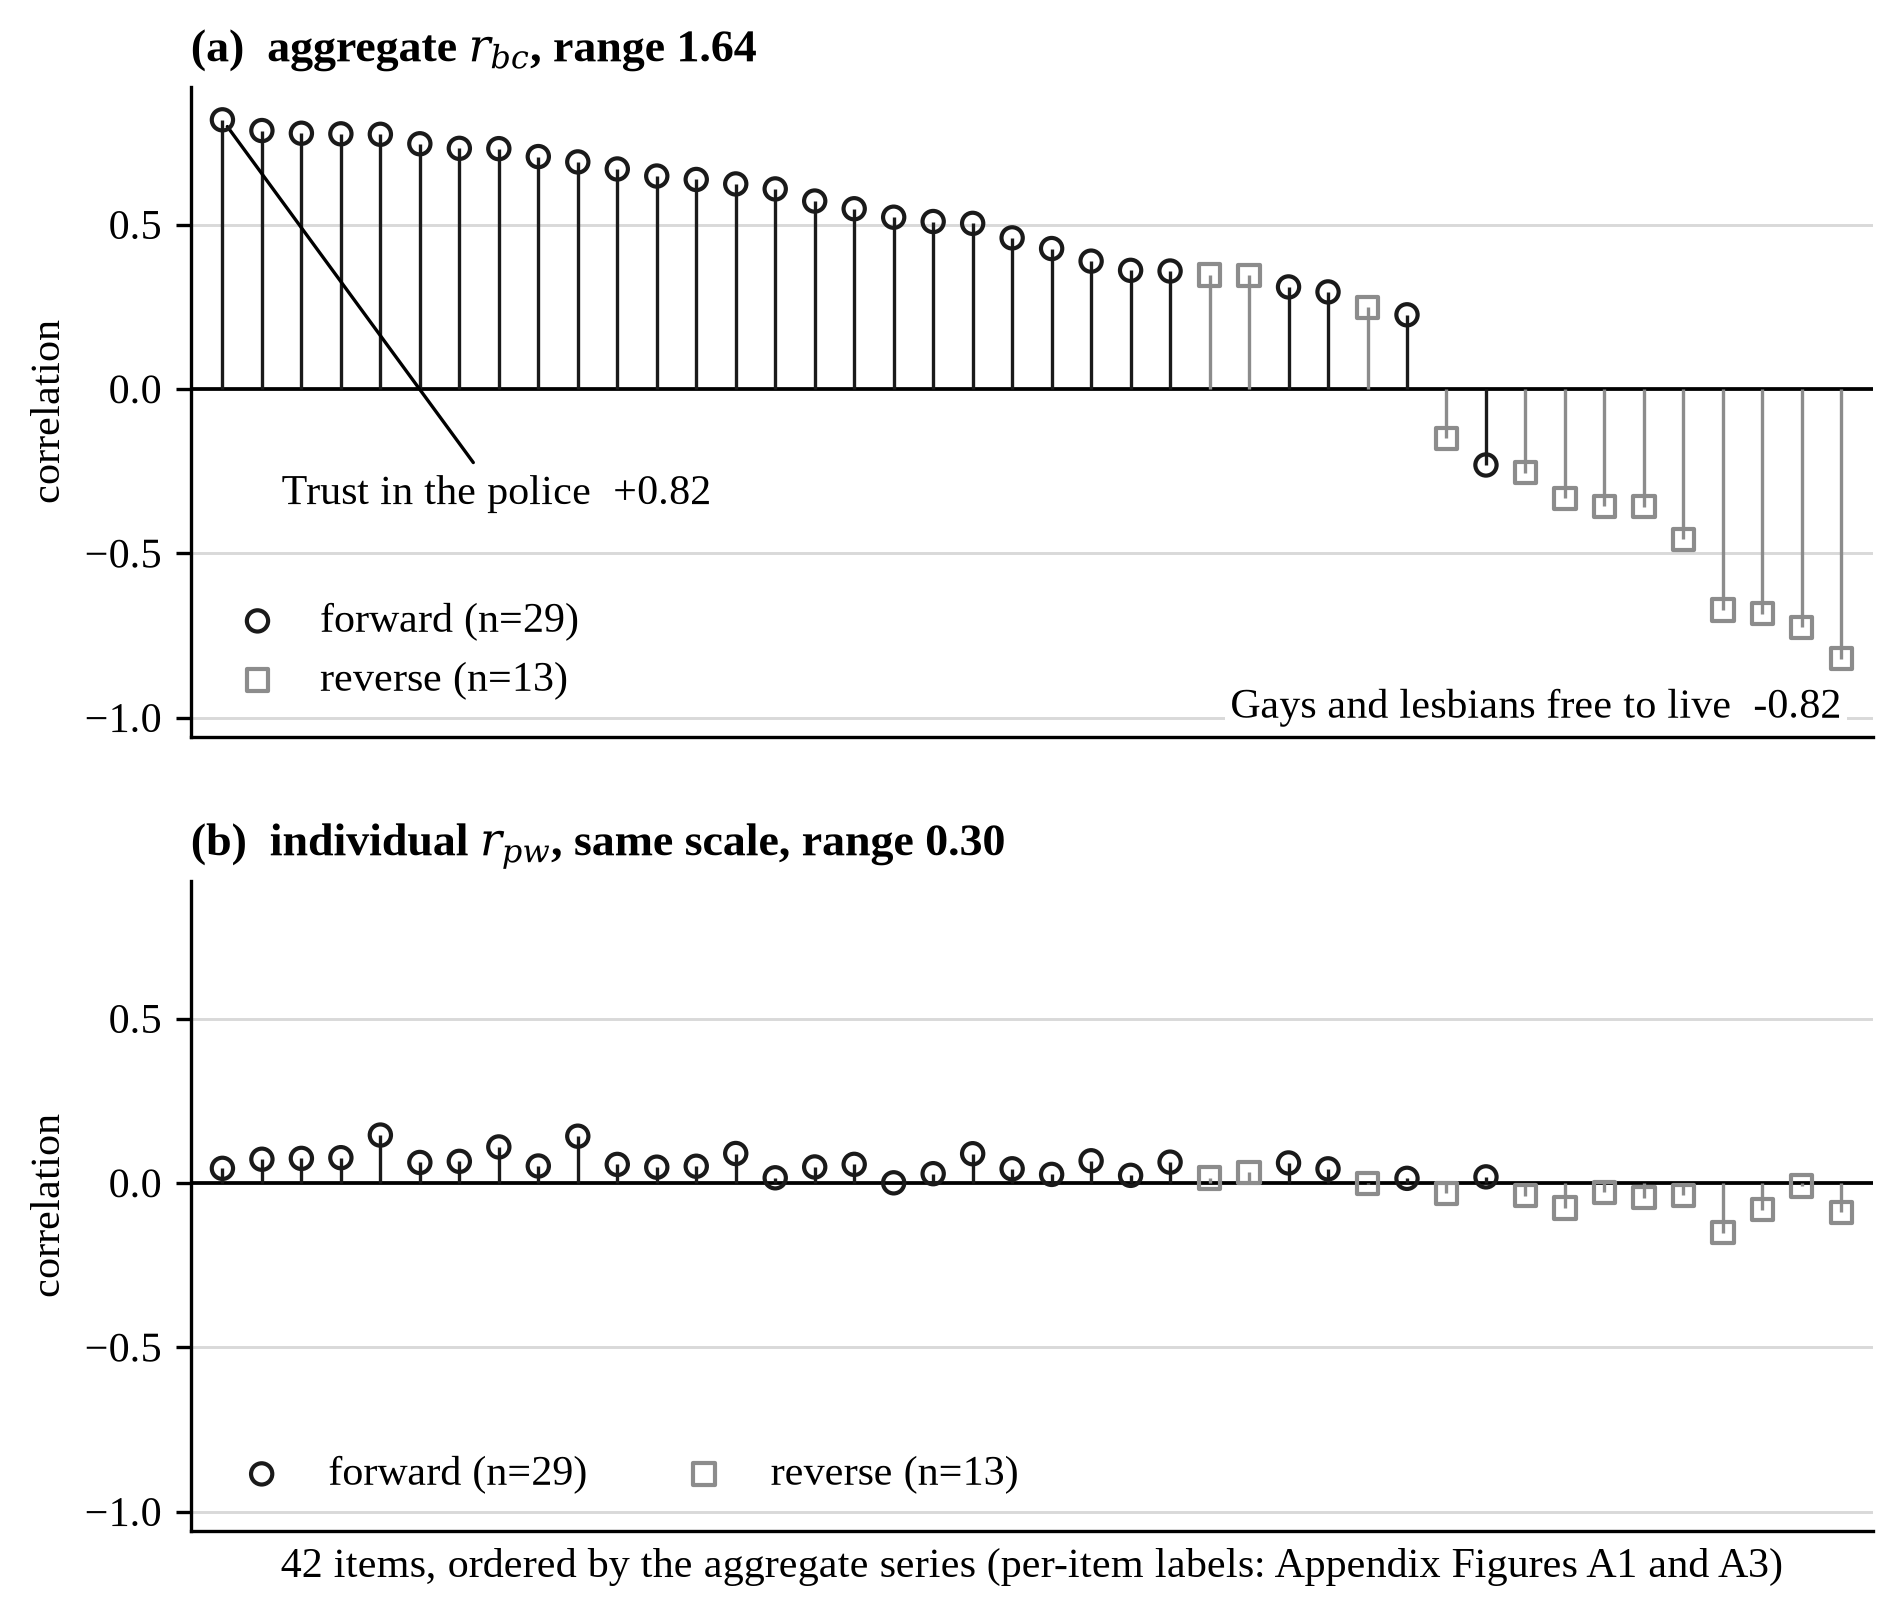 (a) aggregate r_bc, range 1.64
0.5
0.0
−0.5
−1.0
correlation
Trust in the police +0.82
forward (n=29)
reverse (n=13)
Gays and lesbians free to live -0.82
(b) individual r_pw, same scale, range 0.30
0.5
0.0
−0.5
−1.0
correlation
forward (n=29) reverse (n=13)
42 items, ordered by the aggregate series (per-item labels: Appendix Figures A1 and A3)